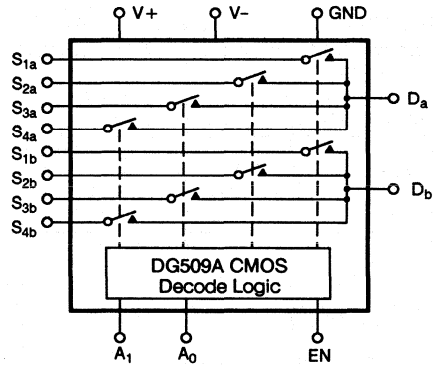 V+ V− GND
S1a
S2a
S3a
S4a
S1b
S2b
S3b
S4b
Da
Db
DG509A CMOS
Decode Logic
A1 A0 EN